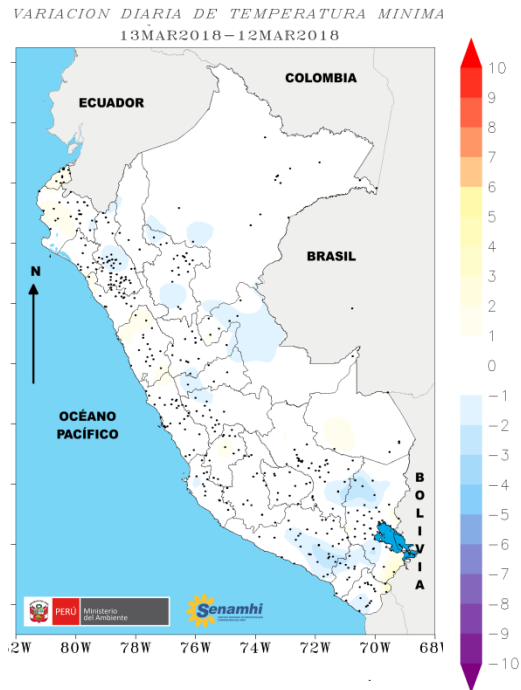 VARIACION DIARIA DE TEMPERATURA MINIMA
13MAR2018−12MAR2018
COLOMBIA
ECUADOR
BRASIL
N
OCÉANO
PACÍFICO
BOLIVIA
PERÚ
Ministerio
del Ambiente
Senamhi
10
9
8
7
6
5
4
3
2
1
0
−1
−2
−3
−4
−5
−6
−7
−8
−9
−10
80W 78W 76W 74W 72W 70W